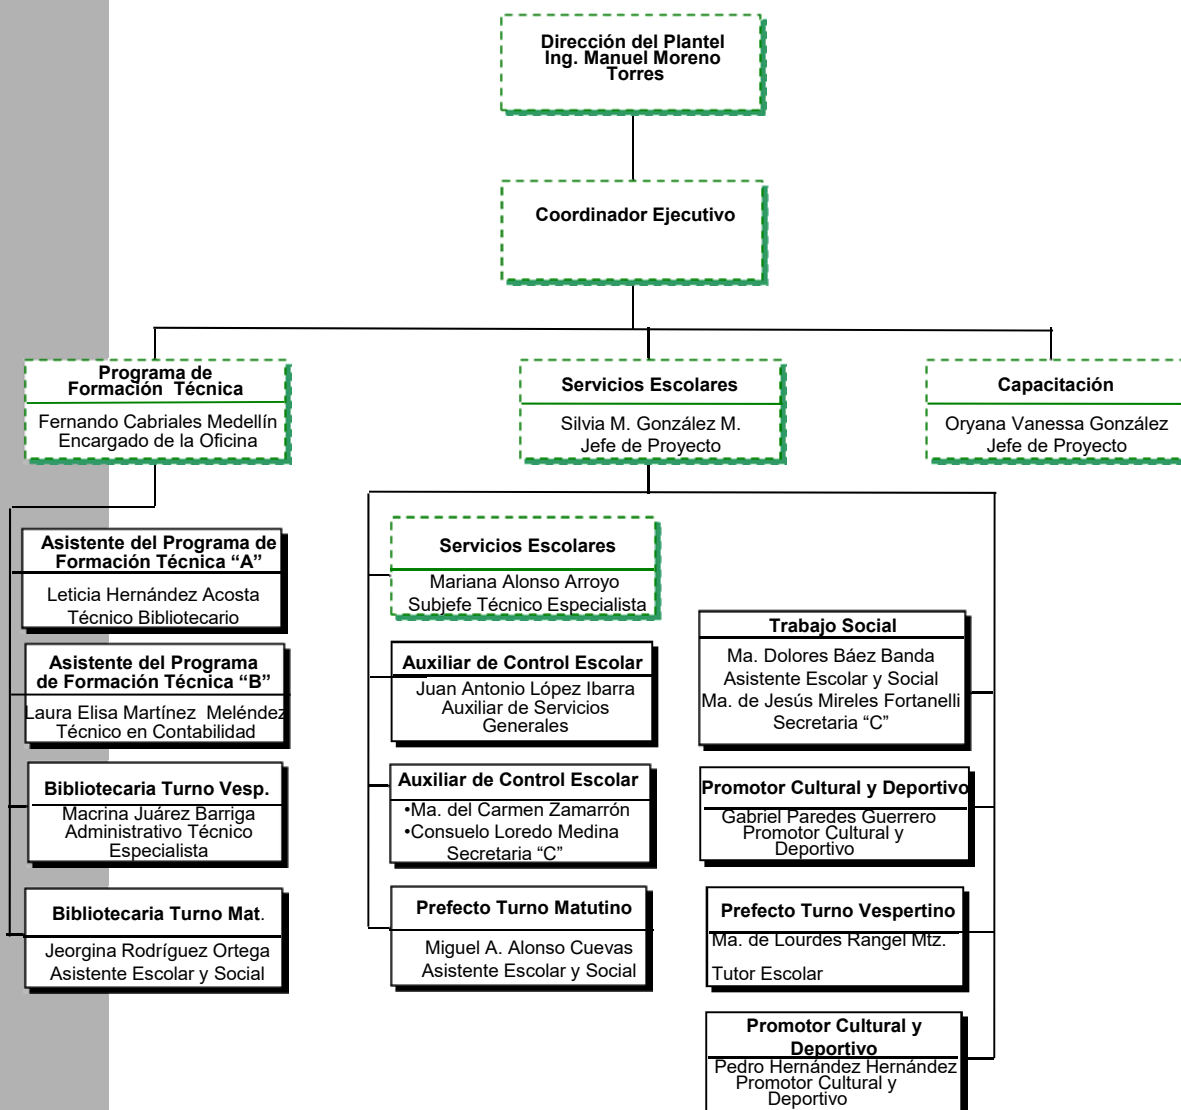 Dirección del Plantel
Ing. Manuel Moreno
Torres
Coordinador Ejecutivo
Programa de
Formación Técnica
Fernando Cabriales Medellín
Encargado de la Oficina
Servicios Escolares
Silvia M. González M.
Jefe de Proyecto
Capacitación
Oryana Vanessa González
Jefe de Proyecto
Asistente del Programa de
Formación Técnica “A”
Leticia Hernández Acosta
Técnico Bibliotecario
Asistente del Programa
de Formación Técnica “B”
Laura Elisa Martínez Meléndez
Técnico en Contabilidad
Bibliotecaria Turno Vesp.
Macrina Juárez Barriga
Administrativo Técnico
Especialista
Bibliotecaria Turno Mat.
Jeorgina Rodríguez Ortega
Asistente Escolar y Social
Servicios Escolares
Mariana Alonso Arroyo
Subjefe Técnico Especialista
Auxiliar de Control Escolar
Juan Antonio López Ibarra
Auxiliar de Servicios
Generales
Auxiliar de Control Escolar
•Ma. del Carmen Zamarrón
•Consuelo Loredo Medina
Secretaria “C”
Prefecto Turno Matutino
Miguel A. Alonso Cuevas
Asistente Escolar y Social
Trabajo Social
Ma. Dolores Báez Banda
Asistente Escolar y Social
Ma. de Jesús Mireles Fortanelli
Secretaria “C”
Promotor Cultural y Deportivo
Gabriel Paredes Guerrero
Promotor Cultural y
Deportivo
Prefecto Turno Vespertino
Ma. de Lourdes Rangel Mtz.
Tutor Escolar
Promotor Cultural y
Deportivo
Pedro Hernández Hernández
Promotor Cultural y
Deportivo